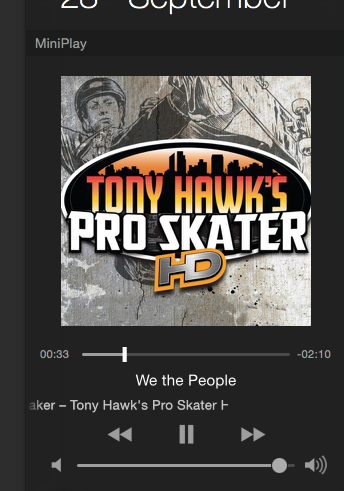 28 September
MiniPlay
TONY HAWK'S
PRO SKATER
HD
00:33
-02:10
We the People
aker – Tony Hawk's Pro Skater H